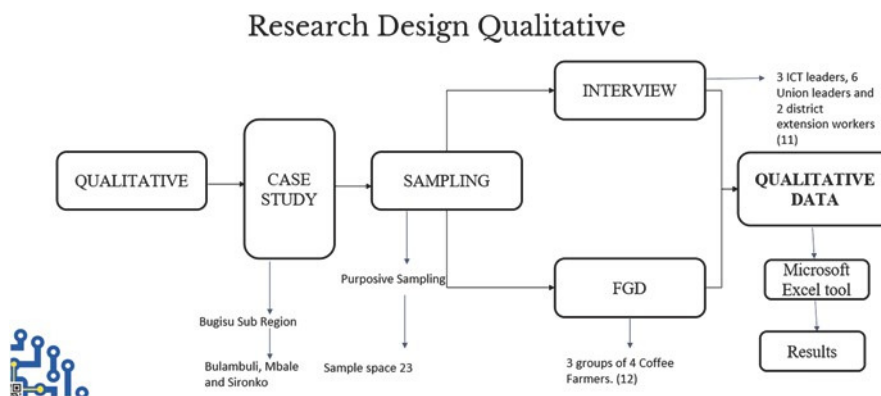 Research Design Qualitative
QUALITATIVE
CASE
STUDY
Bugisu Sub Region
Bulambuli, Mbale
and Sironko
SAMPLING
Purposive Sampling
Sample space 23
INTERVIEW
3 ICT leaders, 6
Union leaders and
2 district
extension workers
(11)
FGD
3 groups of 4 Coffee
Farmers. (12)
QUALITATIVE
DATA
Microsoft
Excel tool
Results